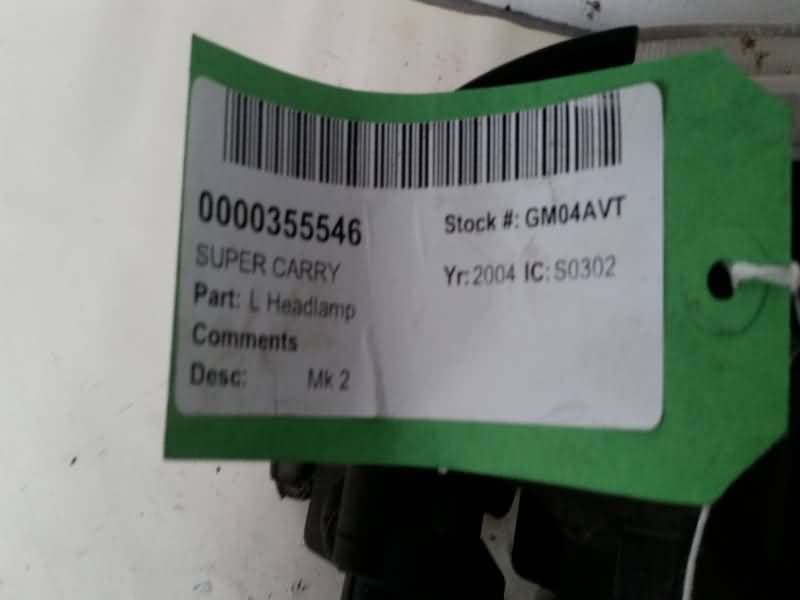 0000355546
Stock #: GM04AVT
SUPER CARRY
Yr: 2004 IC: S0302
Part: L Headlamp
Comments
Desc: Mk 2